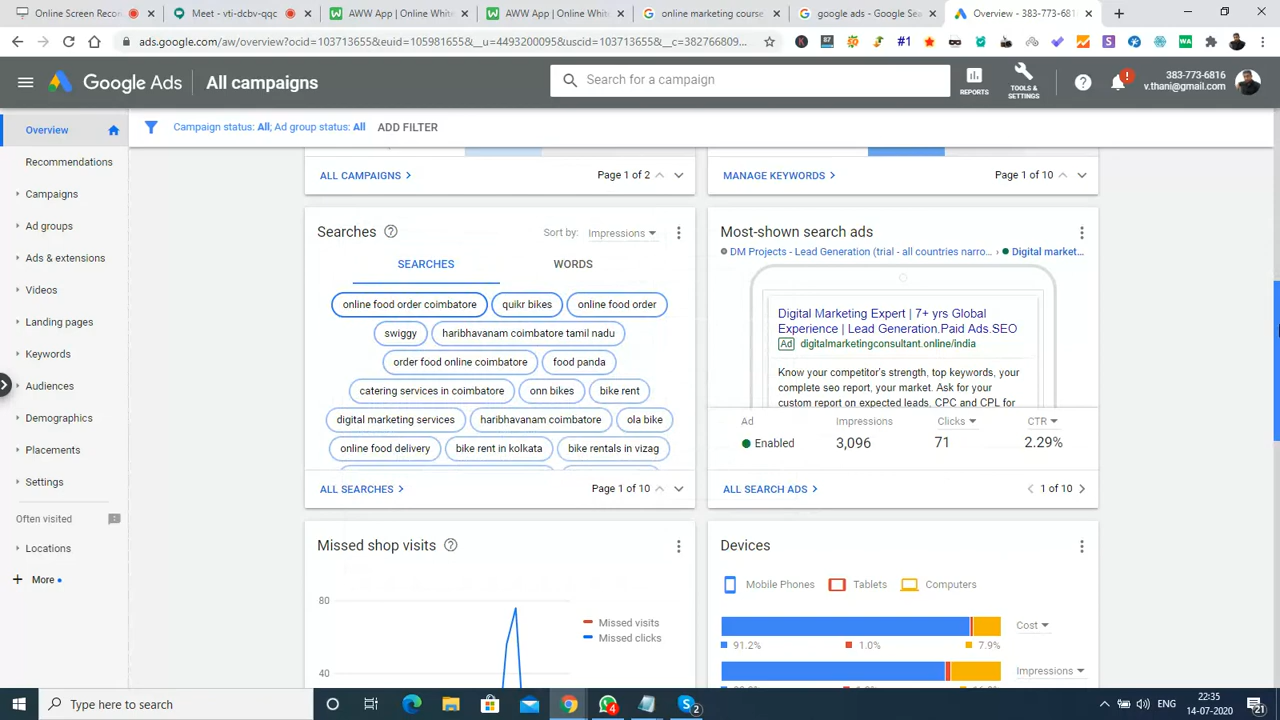 Online Screen Reco
Meet - vti-dcbv-qqc
AWW App | Online White
AWW App | Online White
online marketing course
google ads - Google Sea
Overview - 383-773-681
ads.google.com/aw/overview?ocid=1037136551&ascid=1037136551
Google Ads
All campaigns
Search for a campaign
REPORTS
TOOLS &
SETTINGS
383-773-6816
v.thani@gmail.com
Overview
Recommendations
Campaigns
Ad groups
Ads & extensions
Videos
Landing pages
Keywords
Audiences
Demographics
Placements
Settings
Often visited
Locations
More
Campaign status: All; Ad group status: All
ADD FILTER
ALL CAMPAIGNS
Page 1 of 2
MANAGE KEYWORDS
Page 1 of 10
Searches
Sort by: Impressions
SEARCHES
WORDS
online food order coimbatore
quikr bikes
online food order
swiggy
haribhavanam coimbatore tamil nadu
order food online coimbatore
food panda
catering services in coimbatore
onn bikes
bike rent
digital marketing services
haribhavanam coimbatore
ola bike
online food delivery
bike rent in kolkata
bike rentals in vizag
ALL SEARCHES
Page 1 of 10
Most-shown search ads
DM Projects - Lead Generation (trial - all countries narro...
Digital market...
Digital Marketing Expert | 7+ yrs Global
Experience | Lead Generation.Paid Ads.SEO
Ad digitalmarketingconsultant.online/india
Know your competitor's strength, top keywords, your
complete seo report, your market. Ask for your
custom report on expected leads, CPC and CPL for
Ad
Impressions
Clicks
CTR
Enabled
3,096
71
2.29%
ALL SEARCH ADS
1 of 10
Missed shop visits
80
40
Missed visits
Missed clicks
Devices
Mobile Phones
Tablets
Computers
Cost
91.2%
1.0%
7.9%
Impressions
Type here to search
4
2
ENG
22:35
14-07-2020
21